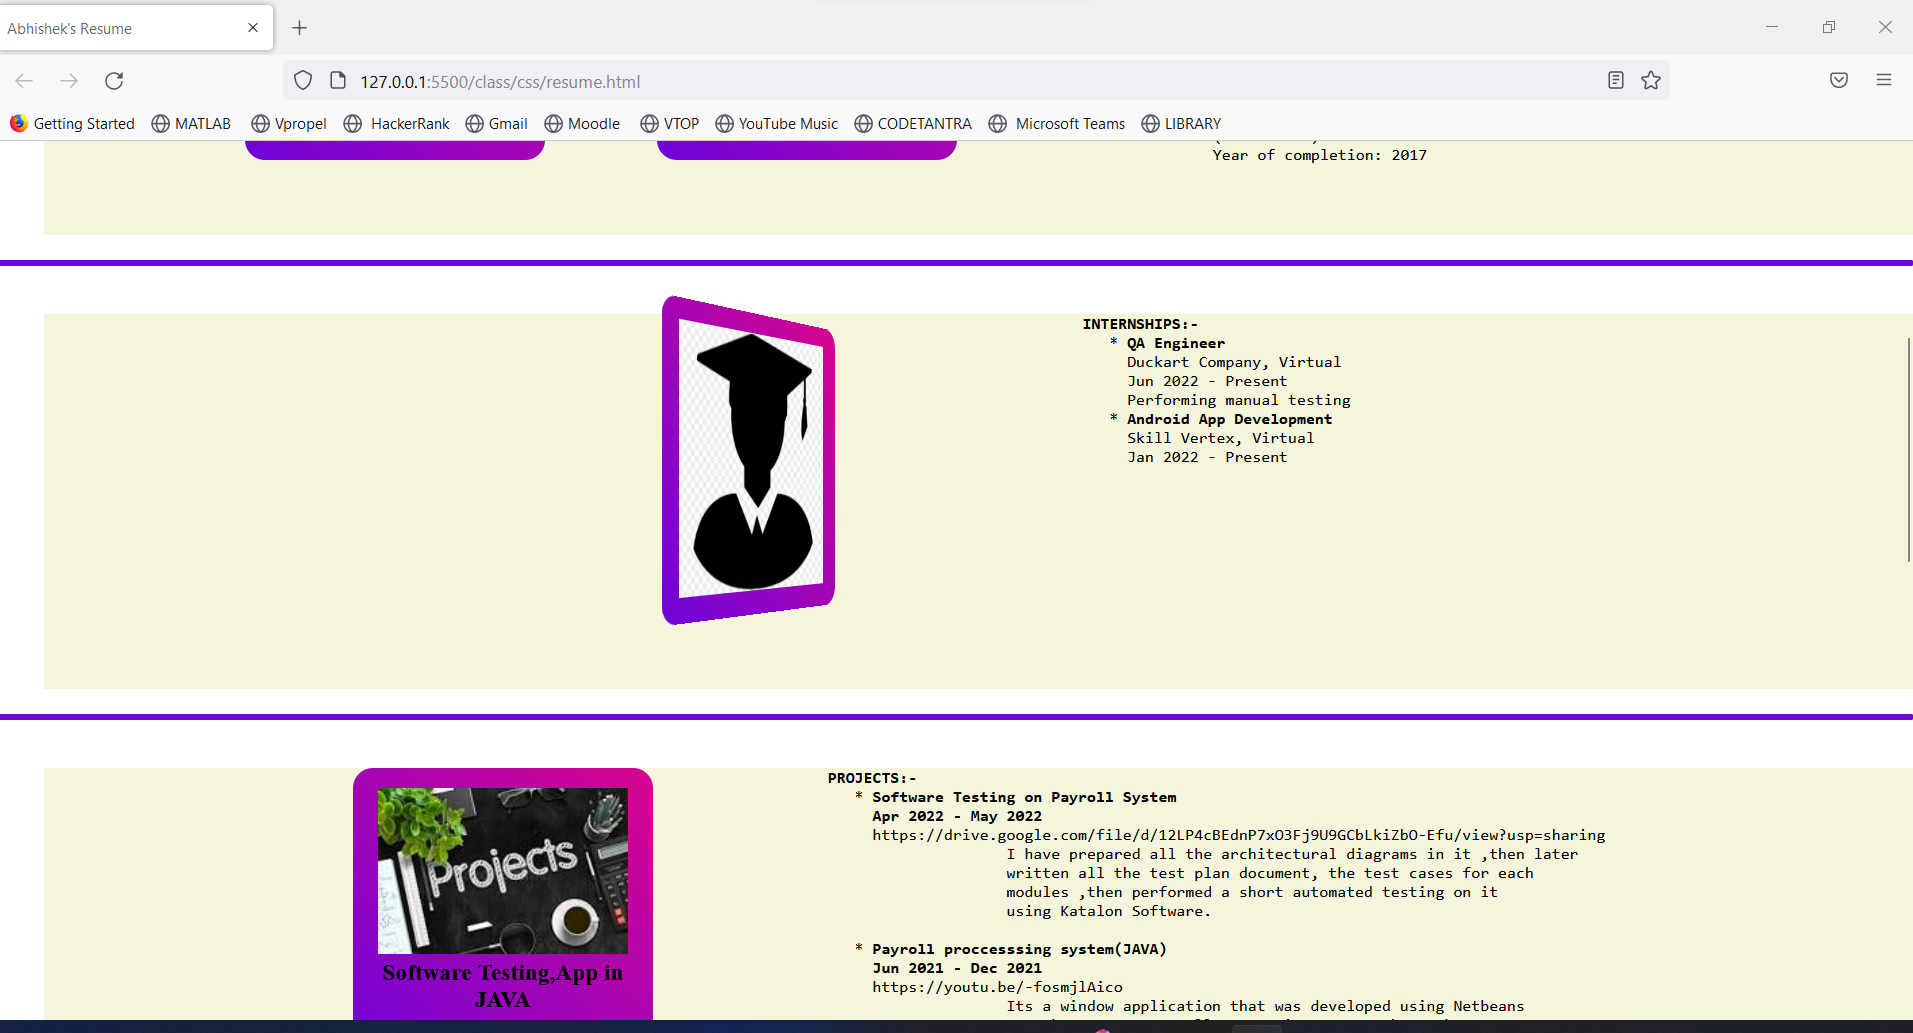 Abhishek's Resume
127.0.0.1:5500/class/css/resume.html
Getting Started MATLAB Vpropel HackerRank Gmail Moodle VTOP YouTube Music CODETANTRA Microsoft Teams LIBRARY
Year of completion: 2017
INTERNSHIPS:-
* QA Engineer
Duckart Company, Virtual
Jun 2022 - Present
Performing manual testing
* Android App Development
Skill Vertex, Virtual
Jan 2022 - Present
Projects
Software Testing,App in
JAVA
PROJECTS:-
* Software Testing on Payroll System
Apr 2022 - May 2022
https://drive.google.com/file/d/12LP4cBEdnP7xO3Fj9U9GCbLkiZbO-Efu/view?usp=sharing
I have prepared all the architectural diagrams in it ,then later
written all the test plan document, the test cases for each
modules ,then performed a short automated testing on it
using Katalon Software.
* Payroll proccesssing system(JAVA)
Jun 2021 - Dec 2021
https://youtu.be/-fosmjlAico
Its a window application that was developed using Netbeans